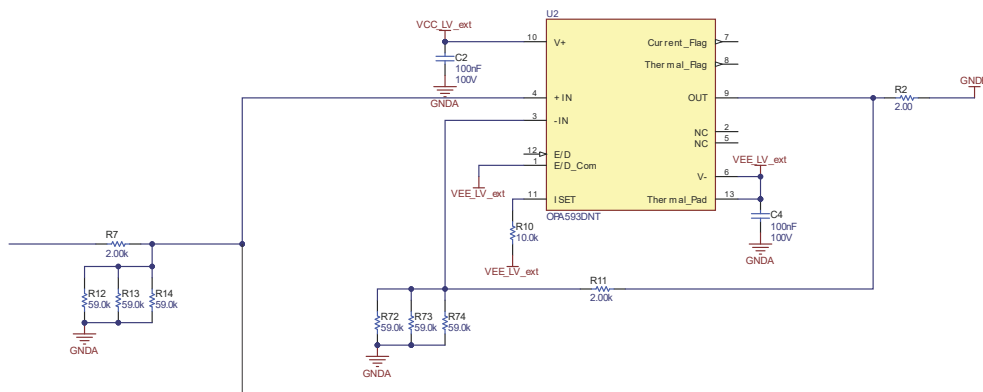 U2
VCC_LV_ext
10
V+
Current_Flag
7
C2
100nF
100V
Thermal_Flag
8
GNDA
4
+IN
OUT
9
R2
2.00
3
-IN
NC
2
NC
5
12
E/D
1
E/D_Com
VEE_LV_ext
V-
6
VEE_LV_ext
11
ISET
Thermal_Pad
13
OPA593DNT
C4
100nF
100V
GNDA
R10
10.0k
VEE_LV_ext
R7
2.00k
R11
2.00k
R12
59.0k
R13
59.0k
R14
59.0k
GNDA
R72
59.0k
R73
59.0k
R74
59.0k
GNDA